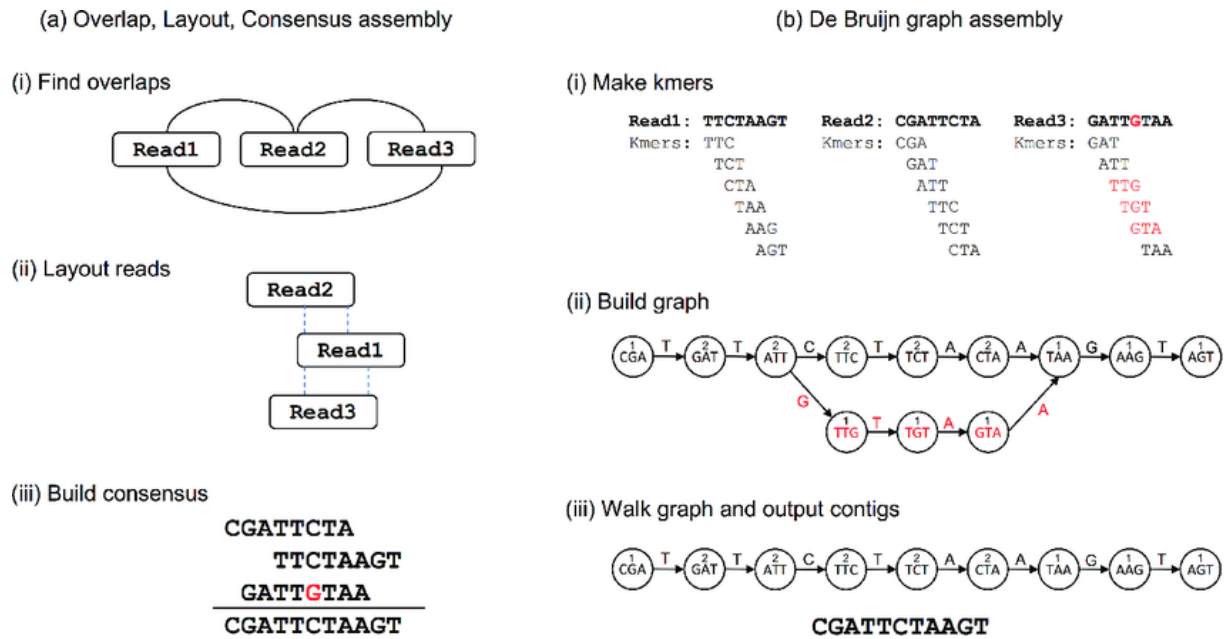 (a) Overlap, Layout, Consensus assembly
(i) Find overlaps
Read1 Read2 Read3
(ii) Layout reads
Read2
Read1
Read3
(iii) Build consensus
CGATTCTA
TTCTAAGT
GATTGTAA
CGATTCTAAGT
(b) De Bruijn graph assembly
(i) Make kmers
Read1: TTCTAAGT Read2: CGATTCTA Read3: GATTGTAA
Kmers: TTC Kmers: CGA Kmers: GAT
TCT GAT ATT
CTA ATT TTG
TAA TTC TGT
AAG TCT GTA
AGT CTA TAA
(ii) Build graph
1 2 2 2 2 2 1 1 1
T T C T A A G T
CGA GAT ATT TTC TCT CTA TAA AAG AGT
G T A A
1 1 1
TTG TGT GTA
(iii) Walk graph and output contigs
1 2 2 2 2 2 1 1 1
T T C T A A G T
CGA GAT ATT TTC TCT CTA TAA AAG AGT
CGATTCTAAGT